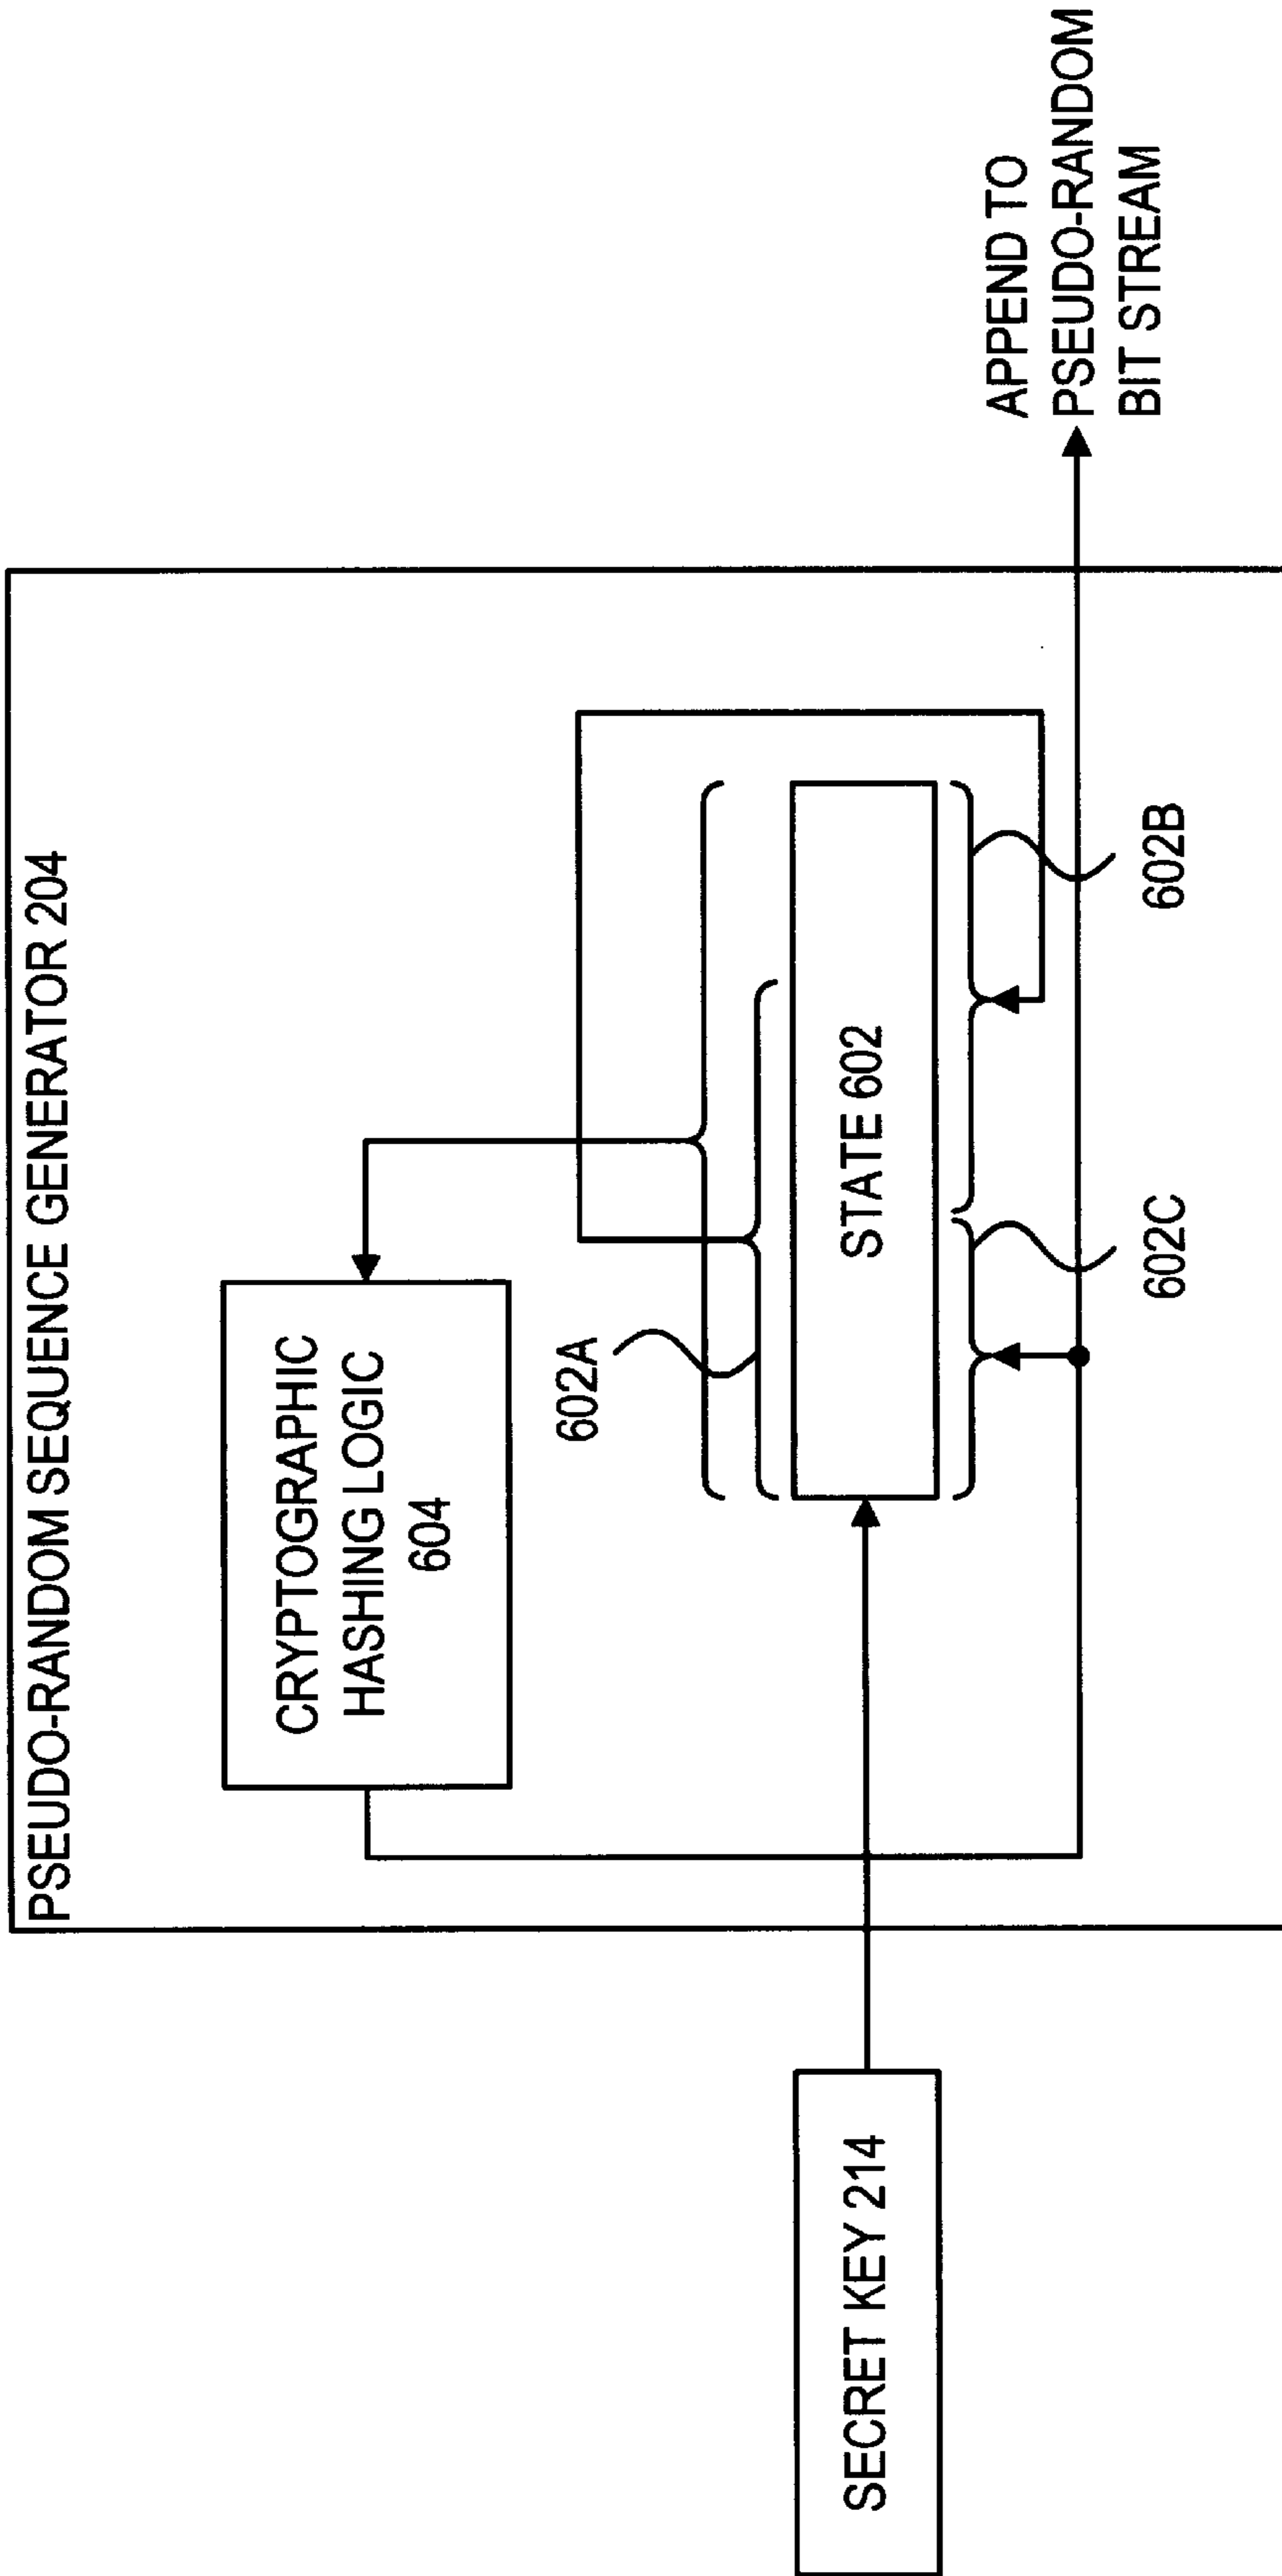 PSEUDO-RANDOM SEQUENCE GENERATOR 204
CRYPTOGRAPHIC
HASHING LOGIC
604
602A
SECRET KEY 214
STATE 602
602C
602B
APPEND TO
PSEUDO-RANDOM
BIT STREAM